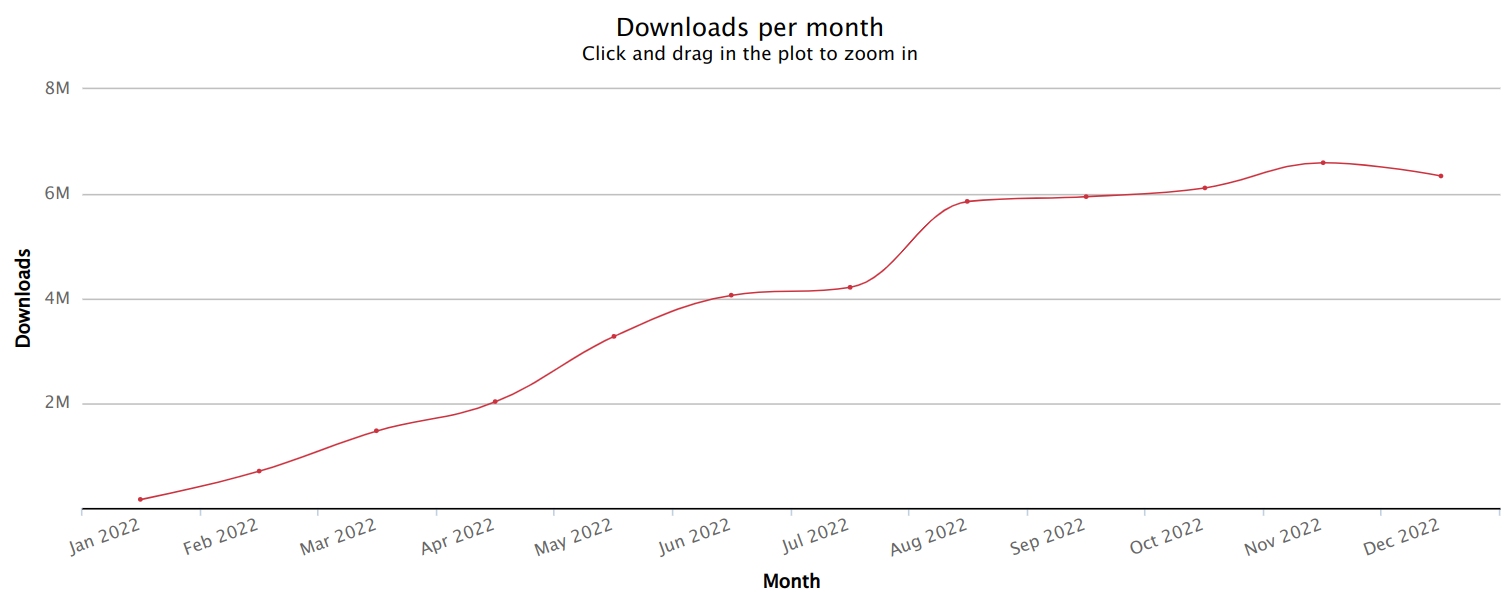 Downloads per month
Click and drag in the plot to zoom in
8M
6M
4M
2M
Downloads
Jan 2022
Feb 2022
Mar 2022
Apr 2022
May 2022
Jun 2022
Jul 2022
Aug 2022
Sep 2022
Oct 2022
Nov 2022
Dec 2022
Month